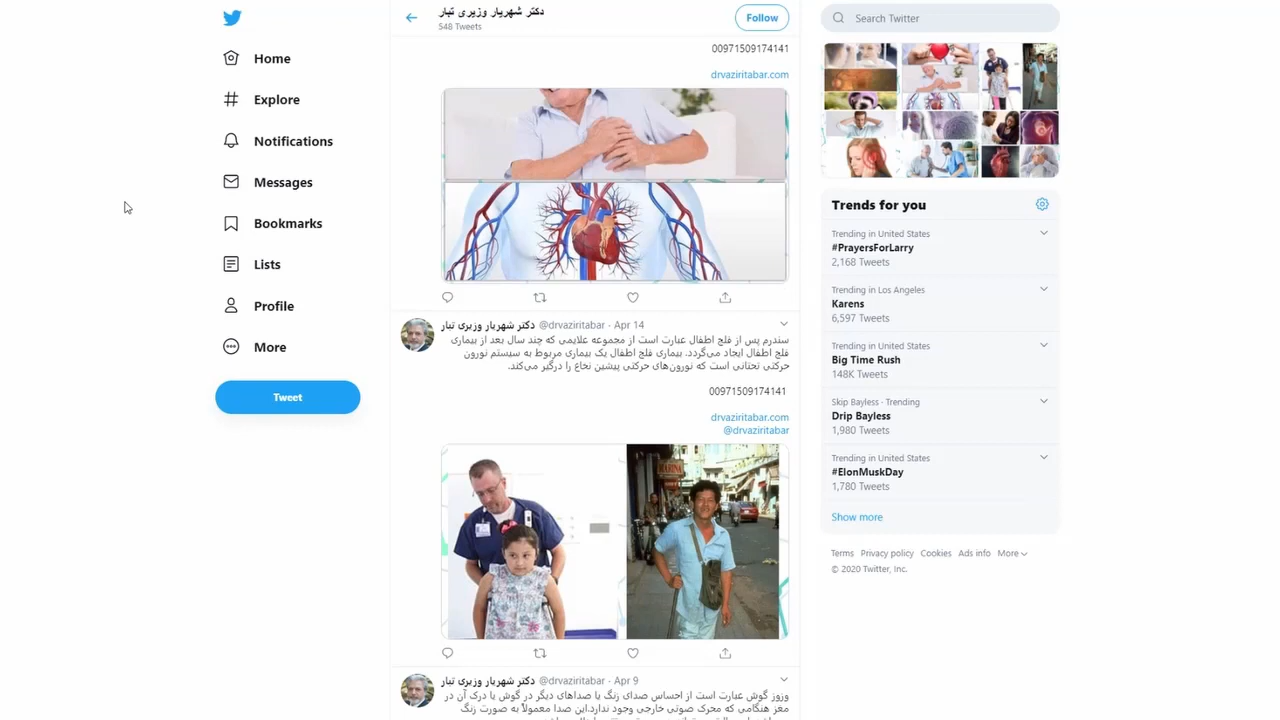 Home
Explore
Notifications
Messages
Bookmarks
Lists
Profile
More
Tweet
دکتر شهریار وزیری تبار
548 Tweets
Follow
00971509174141
drvaziritabar.com
دکتر شهریار وزیری تبار @drvaziritabar · Apr 14
سندرم پس از فلج اطفال عبارت است از مجموعه علایمی که چند سال بعد از بیماری
فلج اطفال ایجاد می‌گردد. بیماری فلج اطفال یک بیماری مربوط به سیستم نورون
حرکتی تحتانی است که نورون‌های حرکتی پیشین نخاع را درگیر می‌کند.
00971509174141
drvaziritabar.com
@drvaziritabar
MARINA
دکتر شهریار وزیری تبار @drvaziritabar · Apr 9
وزوز گوش عبارت است از احساس صدای زنگ یا صداهای دیگر در گوش یا درک آن در
مغز هنگامی که محرک صوتی خارجی وجود ندارد.این صدا معمولاً به صورت زنگ
Search Twitter
Trends for you
Trending in United States
#PrayersForLarry
2,168 Tweets
Trending in Los Angeles
Karens
6,597 Tweets
Trending in United States
Big Time Rush
148K Tweets
Skip Bayless · Trending
Drip Bayless
1,980 Tweets
Trending in United States
#ElonMuskDay
1,780 Tweets
Show more
Terms Privacy policy Cookies Ads info More
© 2020 Twitter, Inc.